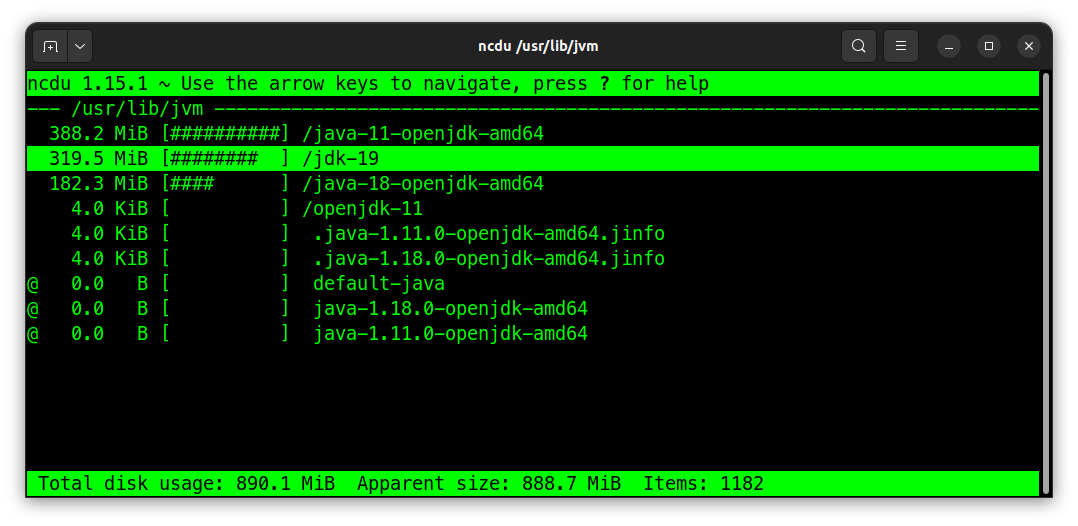 ncdu /usr/lib/jvm
ncdu 1.15.1 ~ Use the arrow keys to navigate, press ? for help
--- /usr/lib/jvm ---------------------------------------------------------------------------
  388.2 MiB [##########] /java-11-openjdk-amd64
  319.5 MiB [########  ] /jdk-19
  182.3 MiB [####      ] /java-18-openjdk-amd64
    4.0 KiB [          ] /openjdk-11
    4.0 KiB [          ]  .java-1.11.0-openjdk-amd64.jinfo
    4.0 KiB [          ]  .java-1.18.0-openjdk-amd64.jinfo
@   0.0   B [          ]  default-java
@   0.0   B [          ]  java-1.18.0-openjdk-amd64
@   0.0   B [          ]  java-1.11.0-openjdk-amd64
Total disk usage: 890.1 MiB  Apparent size: 888.7 MiB  Items: 1182